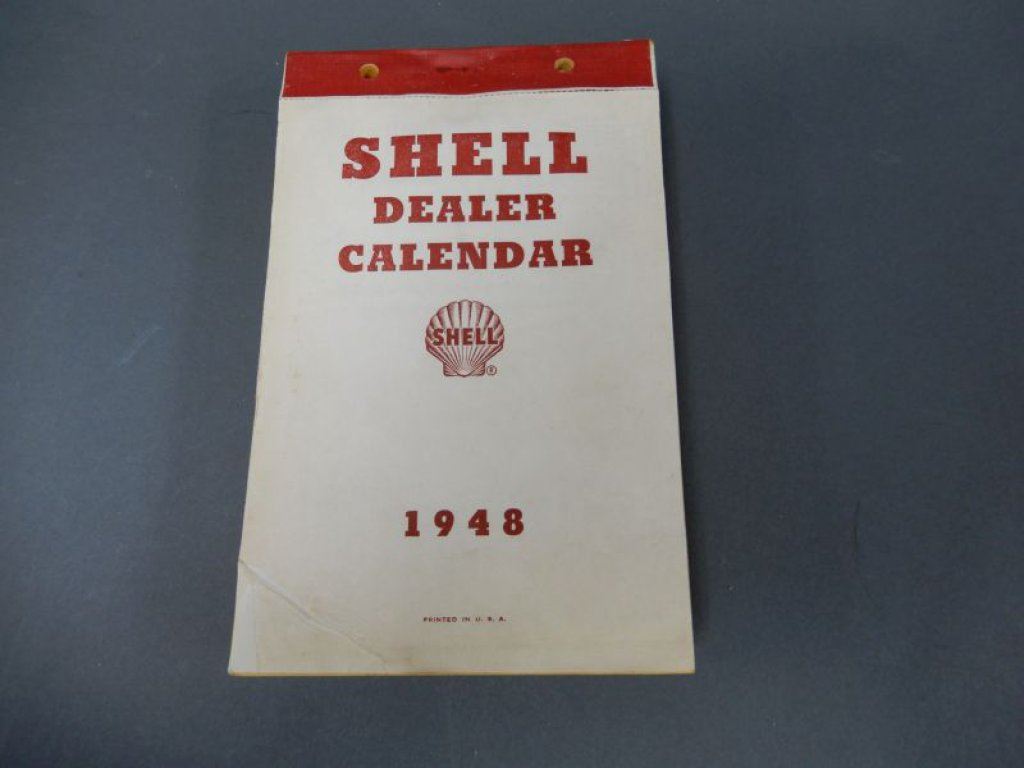 SHELL
DEALER
CALENDAR
SHELL
®
1948
PRINTED IN U. S. A.